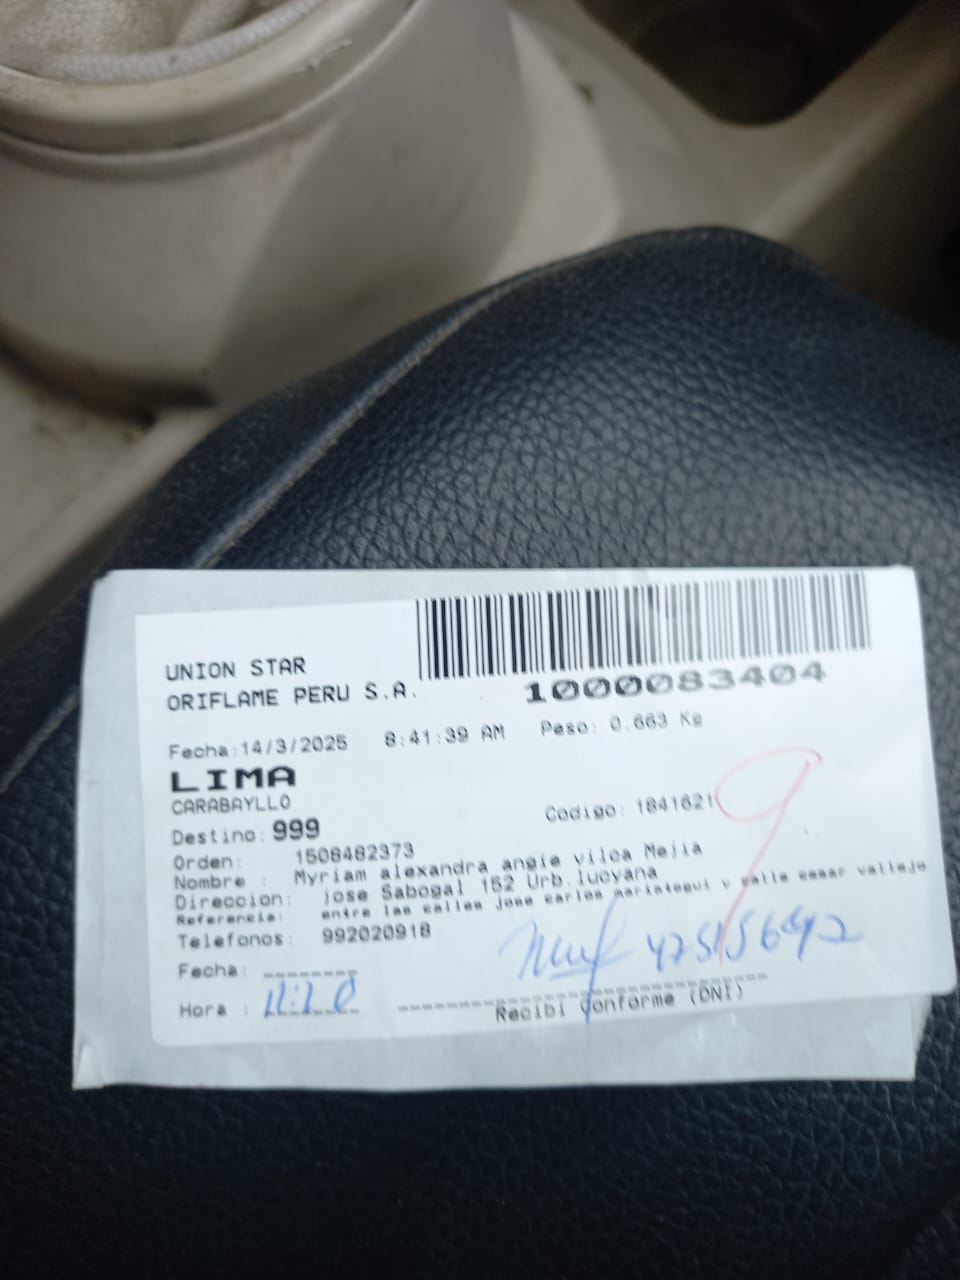 UNION STAR
ORIFLAME PERU S.A.
1000083404
Fecha:14/3/2025 8:41:39 AM Peso: 0.663 Kg
LIMA
CARABAYLLO
Codigo: 1841621
9
Destino: 999
Orden: 1508482373
Nombre : Myriam alexandra angie viloa Mejia
Direccion: jose Sabogal 152 Urb.luoyana
Referencia: entre las calles jose carlos mariategui y calle cesar vallejo
Telefonos: 992020918
Fecha:
Hora :
Recibi Conforme (DNI)